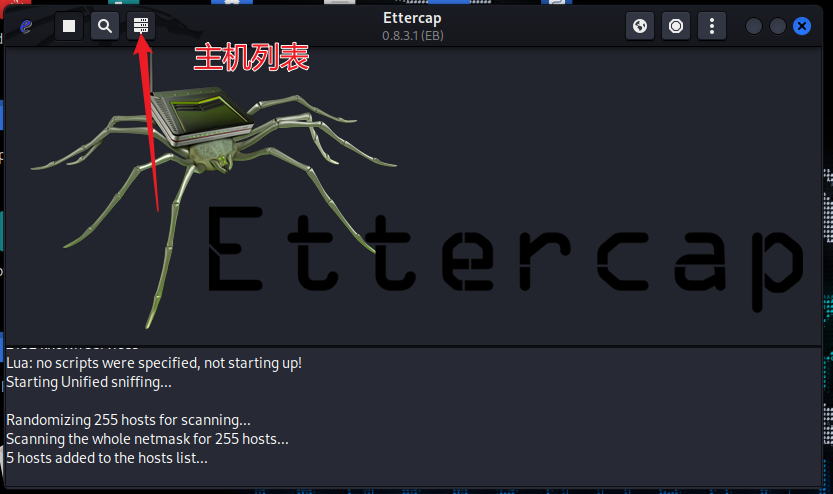 Ettercap
0.8.3.1 (EB)
主机列表
Ettercap
Lua: no scripts were specified, not starting up!
Starting Unified sniffing...
Randomizing 255 hosts for scanning...
Scanning the whole netmask for 255 hosts...
5 hosts added to the hosts list...